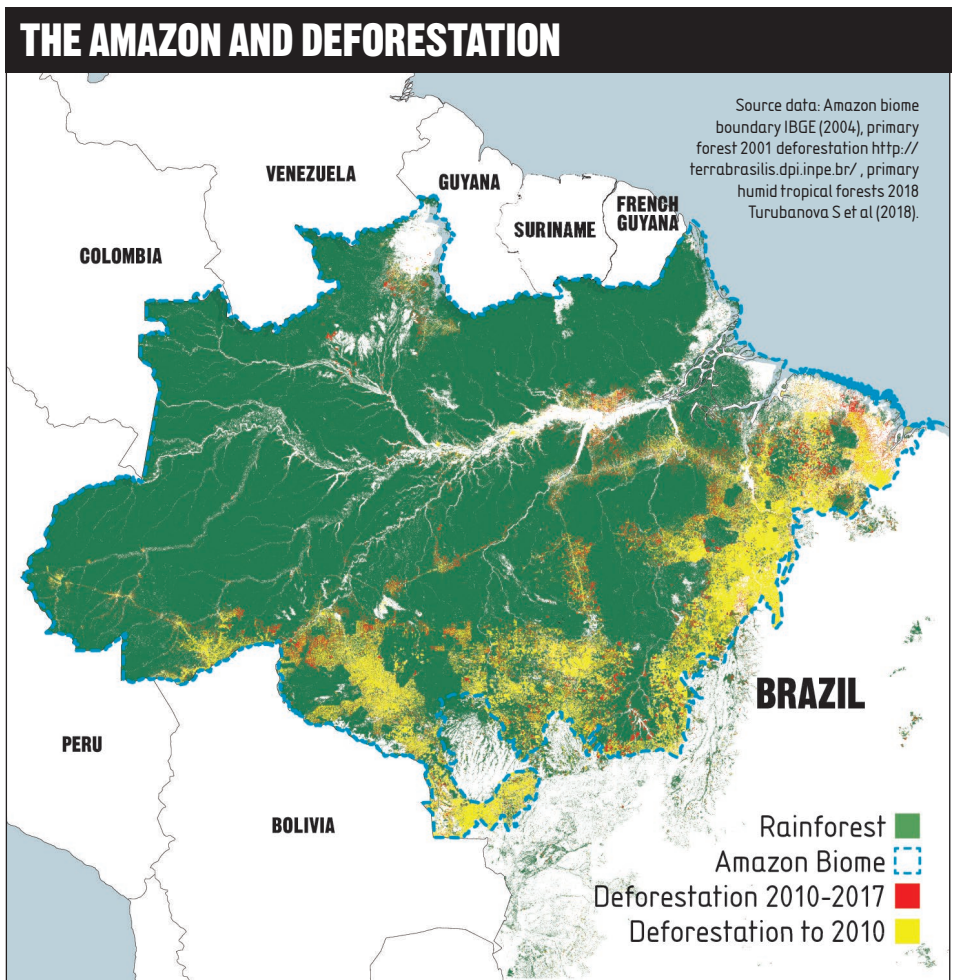 THE AMAZON AND DEFORESTATION
Source data: Amazon biome
boundary IBGE (2004), primary
forest 2001 deforestation http://
terrabrasilis.dpi.inpe.br/ , primary
humid tropical forests 2018
Turubanova S et al (2018).
VENEZUELA
GUYANA
SURINAME
FRENCH
GUYANA
COLOMBIA
BRAZIL
PERU
BOLIVIA
Rainforest
Amazon Biome
Deforestation 2010-2017
Deforestation to 2010